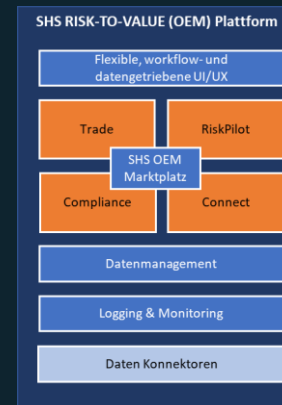 SHS RISK-TO-VALUE (OEM) Plattform
Flexible, workflow- und
datengetriebene UI/UX
Trade
RiskPilot
SHS OEM
Marktplatz
Compliance
Connect
Datenmanagement
Logging & Monitoring
Daten Konnektoren